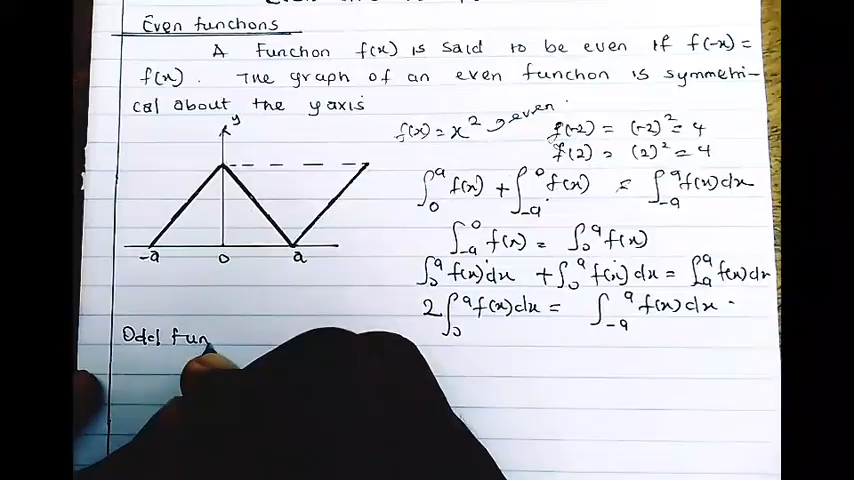 Even functions
A Function f(x) is said to be even if f(-x) =
f(x). The graph of an even function is symmetri-
cal about the y axis
y
f(x) = x² → even.
f(-2) = (-2)² = 4
f(2) = (2)² = 4
∫₀ᵃ f(x) + ∫₋ₐ⁰ f(x) = ∫₋ₐᵃ f(x)dx
∫₋ₐ⁰ f(x) = ∫₀ᵃ f(x)
∫₀ᵃ f(x)dx + ∫₀ᵃ f(x)dx = ∫₋ₐᵃ f(x)dx
2∫₀ᵃ f(x)dx = ∫₋ₐᵃ f(x)dx.
-a 0 a
Odd fun